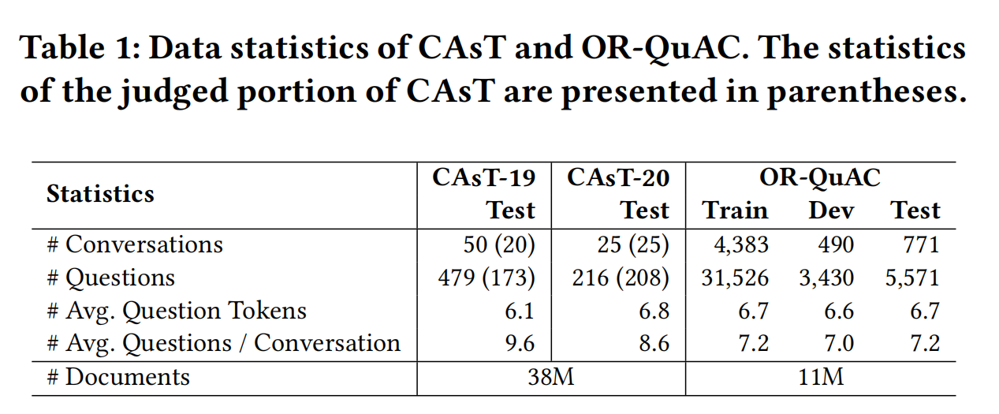 Table 1: Data statistics of CAsT and OR-QuAC. The statistics
of the judged portion of CAsT are presented in parentheses.
Statistics CAsT-19 CAsT-20 OR-QuAC
Test Test Train Dev Test
# Conversations 50 (20) 25 (25) 4,383 490 771
# Questions 479 (173) 216 (208) 31,526 3,430 5,571
# Avg. Question Tokens 6.1 6.8 6.7 6.6 6.7
# Avg. Questions / Conversation 9.6 8.6 7.2 7.0 7.2
# Documents 38M 11M